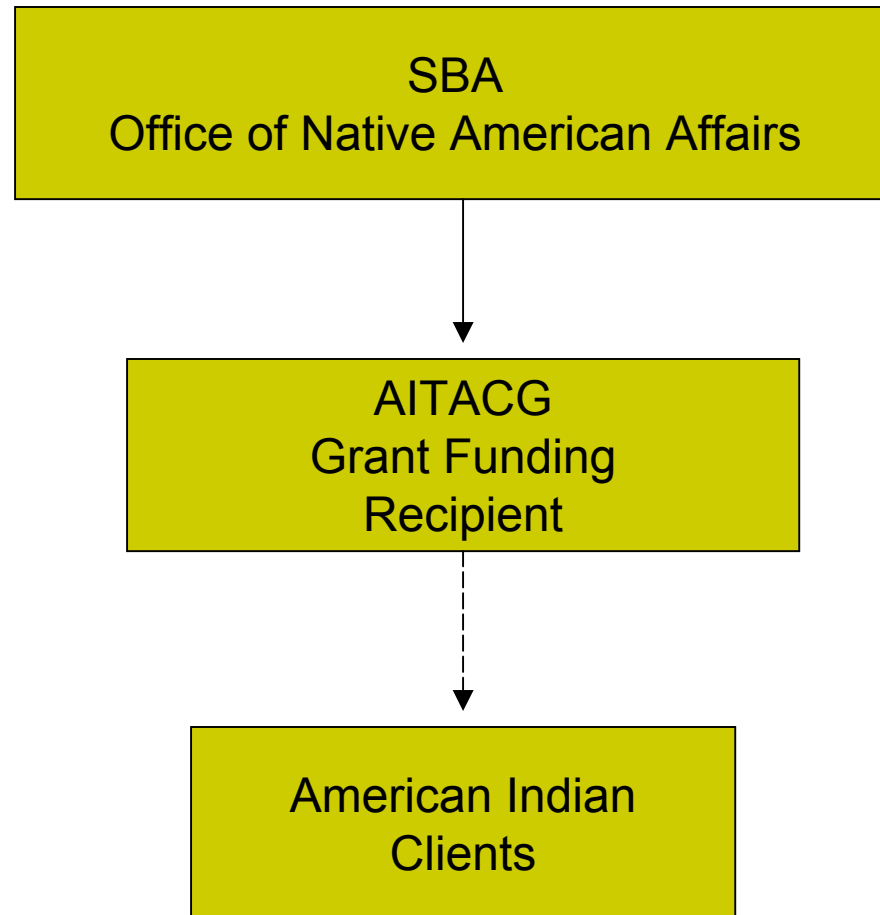 SBA
Office of Native American Affairs
AITACG
Grant Funding
Recipient
American Indian
Clients